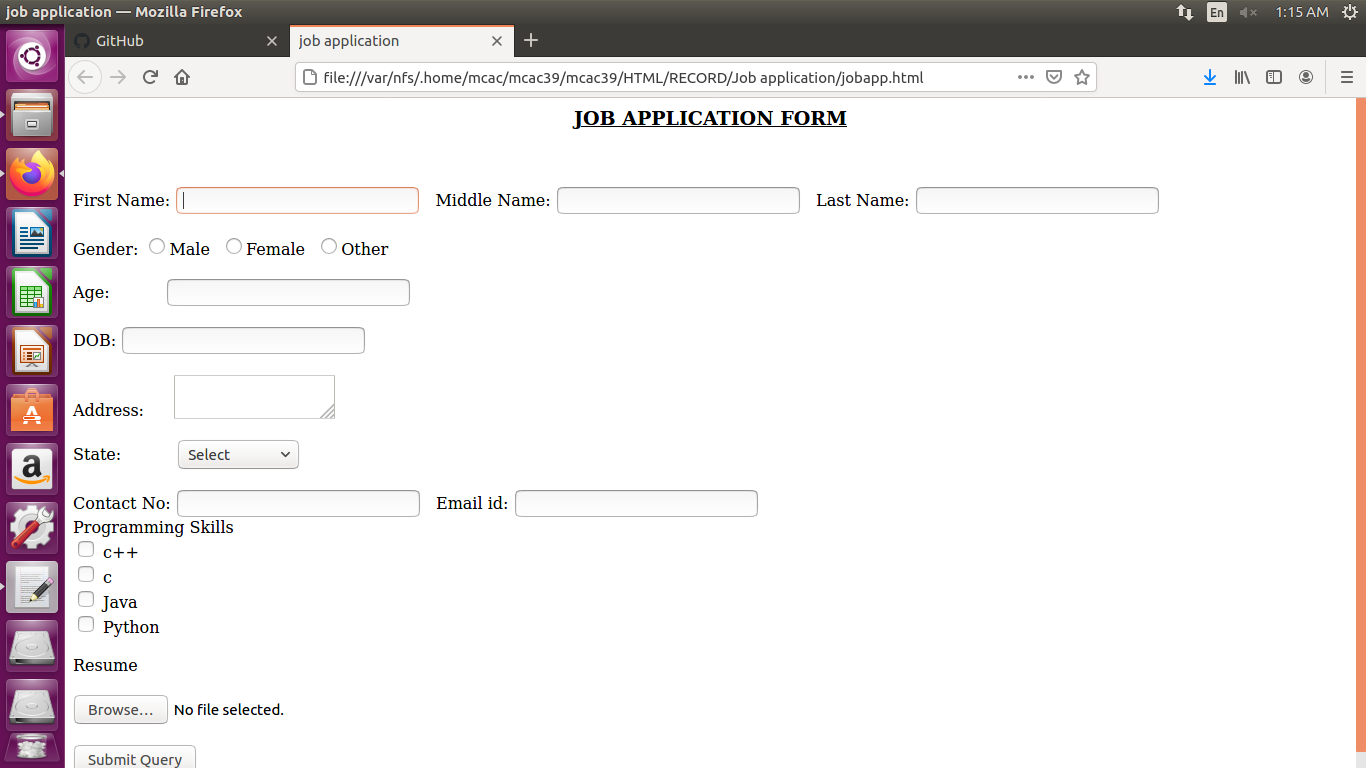 job application — Mozilla Firefox
En
1:15 AM
GitHub
job application
file:///var/nfs/.home/mcac/mcac39/mcac39/HTML/RECORD/Job application/jobapp.html
JOB APPLICATION FORM
First Name: Middle Name: Last Name:
Gender: Male Female Other
Age:
DOB:
Address:
State: Select
Contact No: Email id:
Programming Skills
c++
c
Java
Python
Resume
Browse... No file selected.
Submit Query